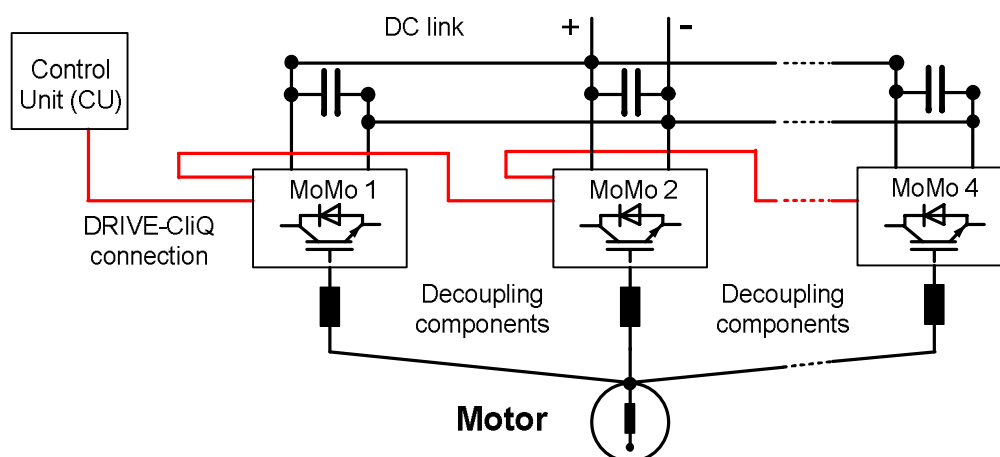 DC link
+
-
Control
Unit (CU)
MoMo 1
MoMo 2
MoMo 4
DRIVE-CliQ
connection
Decoupling
components
Decoupling
components
Motor